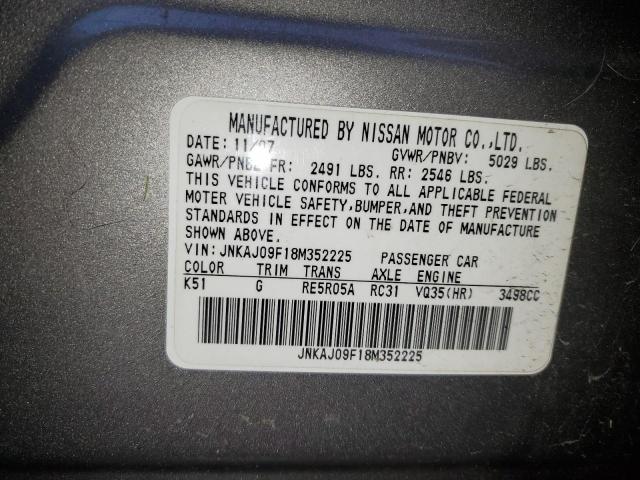 MANUFACTURED BY NISSAN MOTOR CO.,LTD.
DATE: 11/07 GVWR/PNBV: 5029 LBS.
GAWR/PNBE FR: 2491 LBS. RR: 2546 LBS.
THIS VEHICLE CONFORMS TO ALL APPLICABLE FEDERAL
MOTOR VEHICLE SAFETY,BUMPER,AND THEFT PREVENTION
STANDARDS IN EFFECT ON THE DATE OF MANUFACTURE
SHOWN ABOVE.
VIN:JNKAJ09F18M352225 PASSENGER CAR
COLOR TRIM TRANS AXLE ENGINE
K51 G RE5R05A RC31 VQ35(HR) 3498CC
JNKAJ09F18M352225